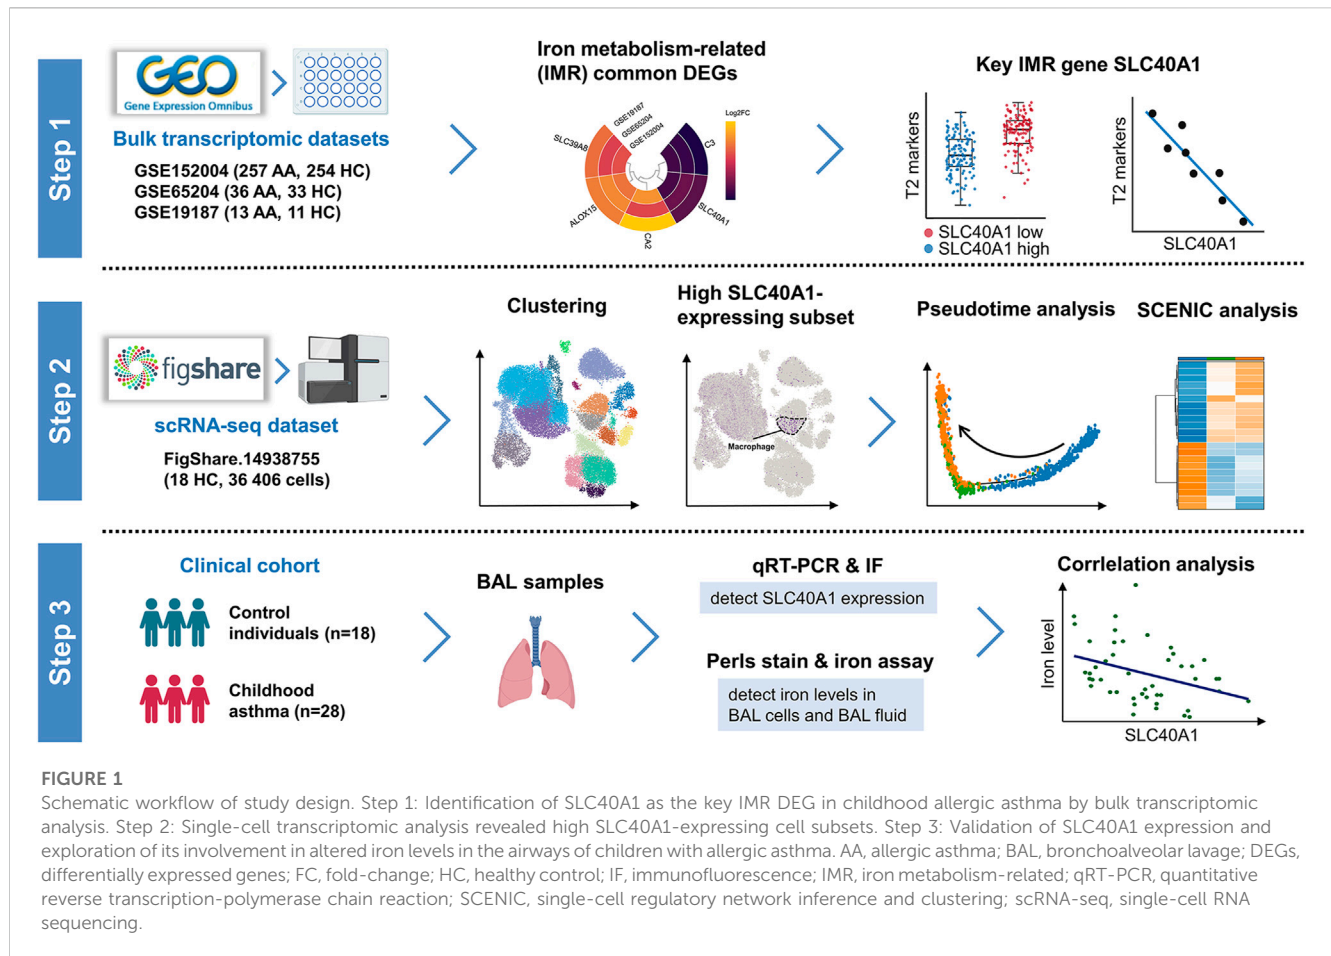 Step 1
GEO
Gene Expression Omnibus
Bulk transcriptomic datasets
GSE152004 (257 AA, 254 HC)
GSE65204 (36 AA, 33 HC)
GSE19187 (13 AA, 11 HC)
Iron metabolism-related
(IMR) common DEGs
GSE19187
GSE65204
GSE152004
SLC39A8
ALOX15
CA2
SLC40A1
C3
Log2FC
Key IMR gene SLC40A1
T2 markers
SLC40A1 low
SLC40A1 high
T2 markers
SLC40A1
Step 2
figshare
scRNA-seq dataset
FigShare.14938755
(18 HC, 36 406 cells)
Clustering
High SLC40A1-
expressing subset
Macrophage
Pseudotime analysis
SCENIC analysis
Step 3
Clinical cohort
Control
individuals (n=18)
Childhood
asthma (n=28)
BAL samples
qRT-PCR & IF
detect SLC40A1 expression
Perls stain & iron assay
detect iron levels in
BAL cells and BAL fluid
Corrlelation analysis
Iron level
SLC40A1
FIGURE 1
Schematic workflow of study design. Step 1: Identification of SLC40A1 as the key IMR DEG in childhood allergic asthma by bulk transcriptomic
analysis. Step 2: Single-cell transcriptomic analysis revealed high SLC40A1-expressing cell subsets. Step 3: Validation of SLC40A1 expression and
exploration of its involvement in altered iron levels in the airways of children with allergic asthma. AA, allergic asthma; BAL, bronchoalveolar lavage; DEGs,
differentially expressed genes; FC, fold-change; HC, healthy control; IF, immunofluorescence; IMR, iron metabolism-related; qRT-PCR, quantitative
reverse transcription-polymerase chain reaction; SCENIC, single-cell regulatory network inference and clustering; scRNA-seq, single-cell RNA
sequencing.